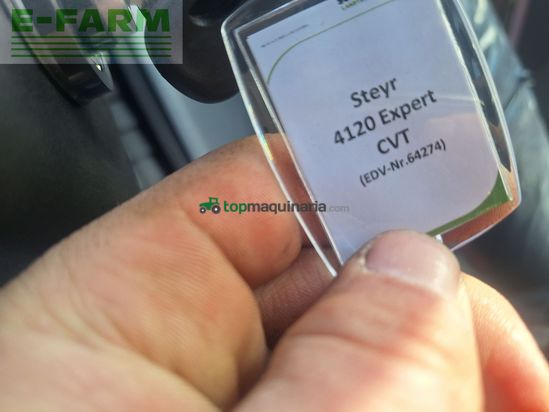 E-FARM
Steyr
4120 Expert
CVT
(EDV-Nr.64274)
topmaquinaria.com